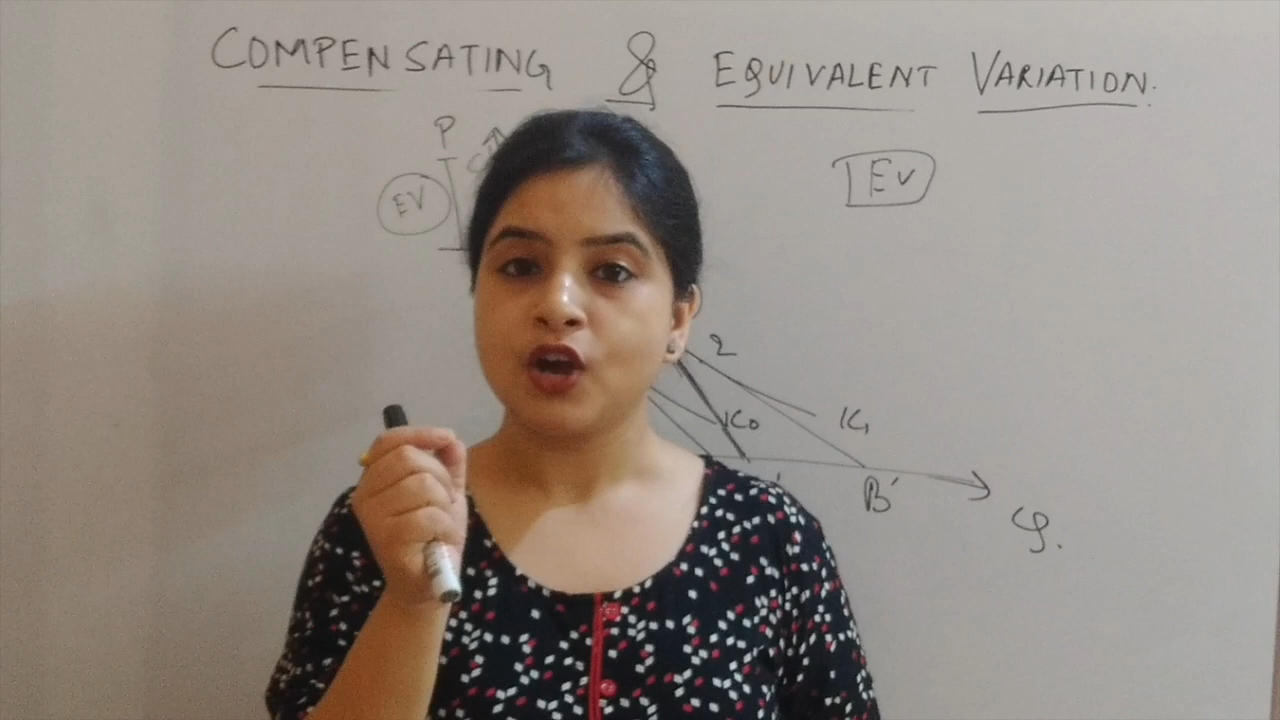 COMPENSATING & EQUIVALENT VARIATION.
P
EV
EV
2
IC0
IC1
B'